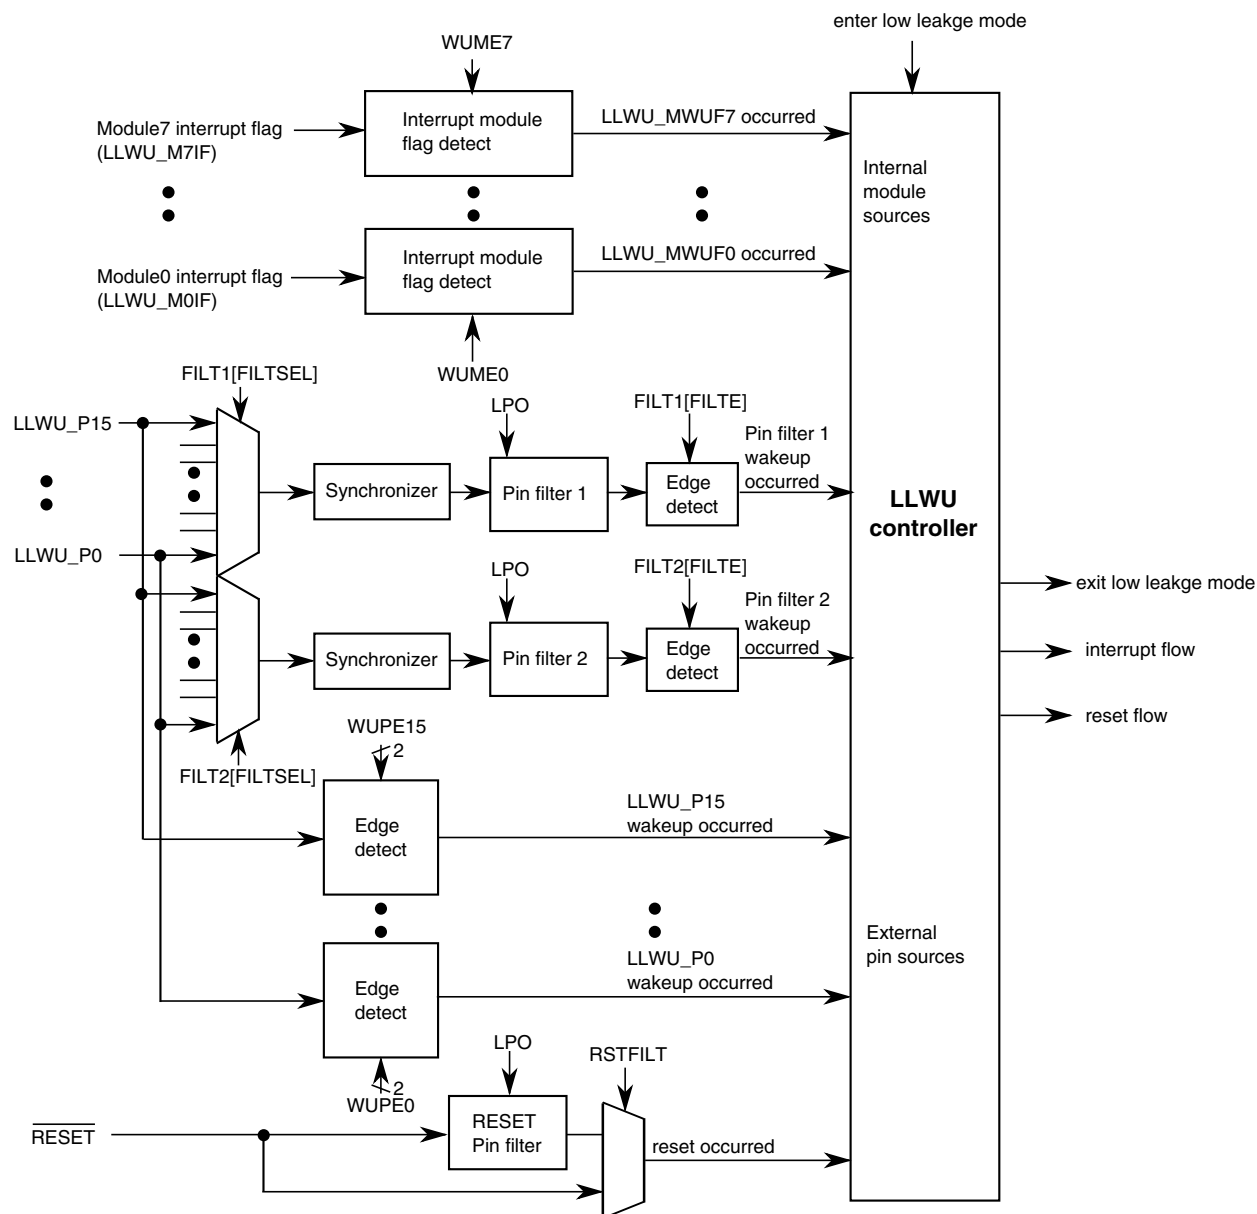 enter low leakge mode
WUME7
Module7 interrupt flag
(LLWU_M7IF)
Interrupt module
flag detect
LLWU_MWUF7 occurred
Internal
module
sources
Module0 interrupt flag
(LLWU_M0IF)
Interrupt module
flag detect
LLWU_MWUF0 occurred
WUME0
FILT1[FILTSEL]
LLWU_P15
LPO
FILT1[FILTE]
Synchronizer
Pin filter 1
Edge
detect
Pin filter 1
wakeup
occurred
LLWU
controller
LLWU_P0
LPO
FILT2[FILTE]
Synchronizer
Pin filter 2
Edge
detect
Pin filter 2
wakeup
occurred
exit low leakge mode
interrupt flow
reset flow
FILT2[FILTSEL]
WUPE15
2
Edge
detect
LLWU_P15
wakeup occurred
External
pin sources
Edge
detect
LLWU_P0
wakeup occurred
2
WUPE0
LPO
RSTFILT
RESET
RESET
Pin filter
reset occurred